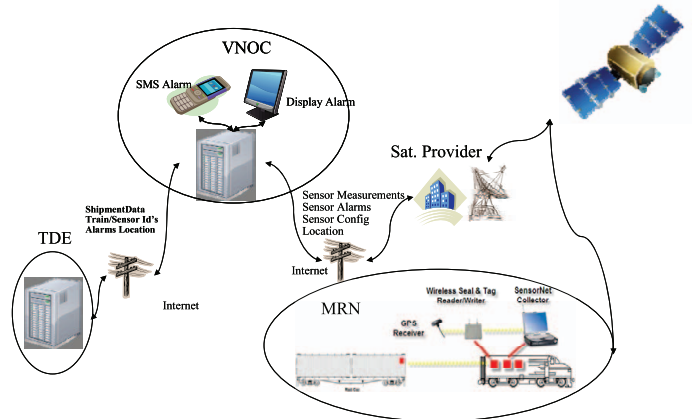 VNOC
SMS Alarm
Display Alarm
Sat. Provider
Sensor Measurements
Sensor Alarms
Sensor Config
Location
ShipmentData
Train/Sensor Id's
Alarms Location
TDE
Internet
Internet
MRN
Wireless Seal & Tag
Reader/Writer
SensorNet
Collector
GPS
Receiver